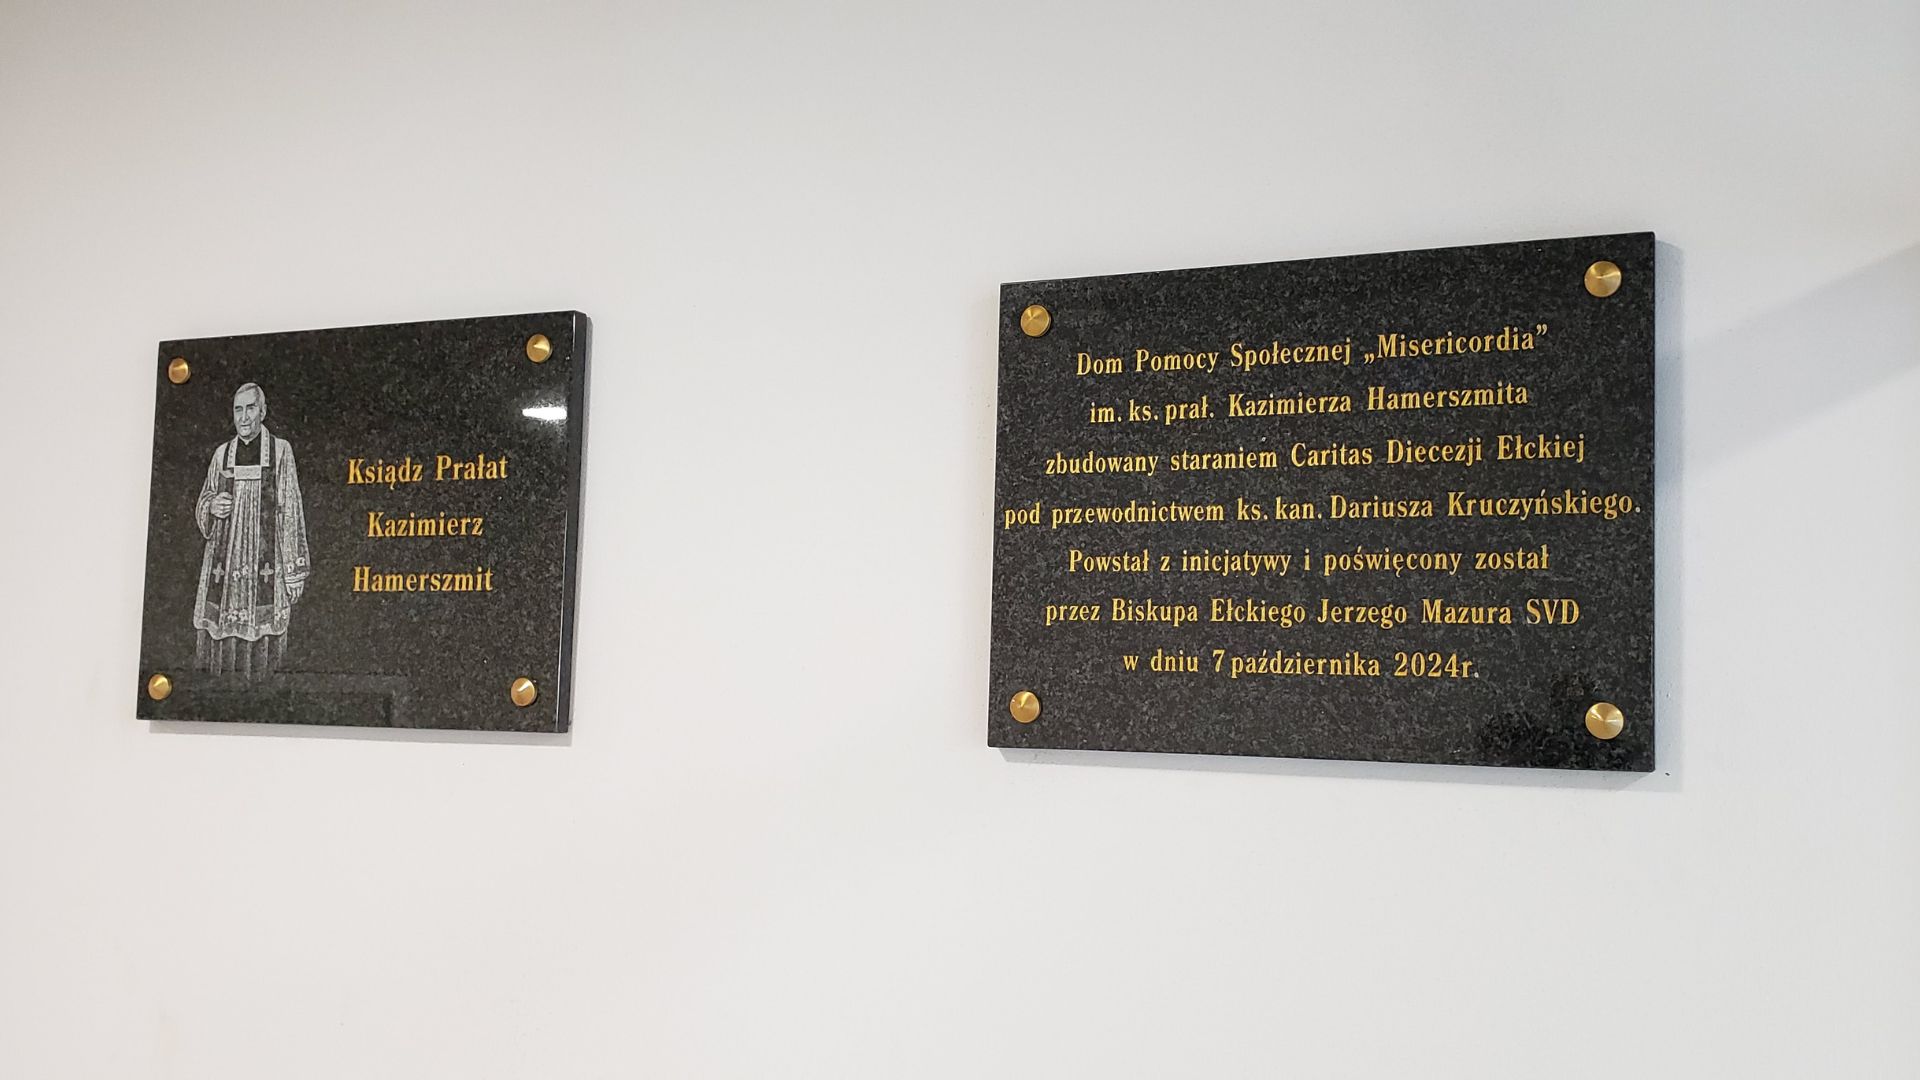 Ksiądz Prałat
Kazimierz
Hamerszmit
Dom Pomocy Społecznej „Misericordia”
im. ks. prał. Kazimierza Hamerszmita
zbudowany staraniem Caritas Diecezji Ełckiej
pod przewodnictwem ks. kan. Dariusza Kruczyńskiego.
Powstał z inicjatywy i poświęcony został
przez Biskupa Ełckiego Jerzego Mazura SVD
w dniu 7 października 2024r.